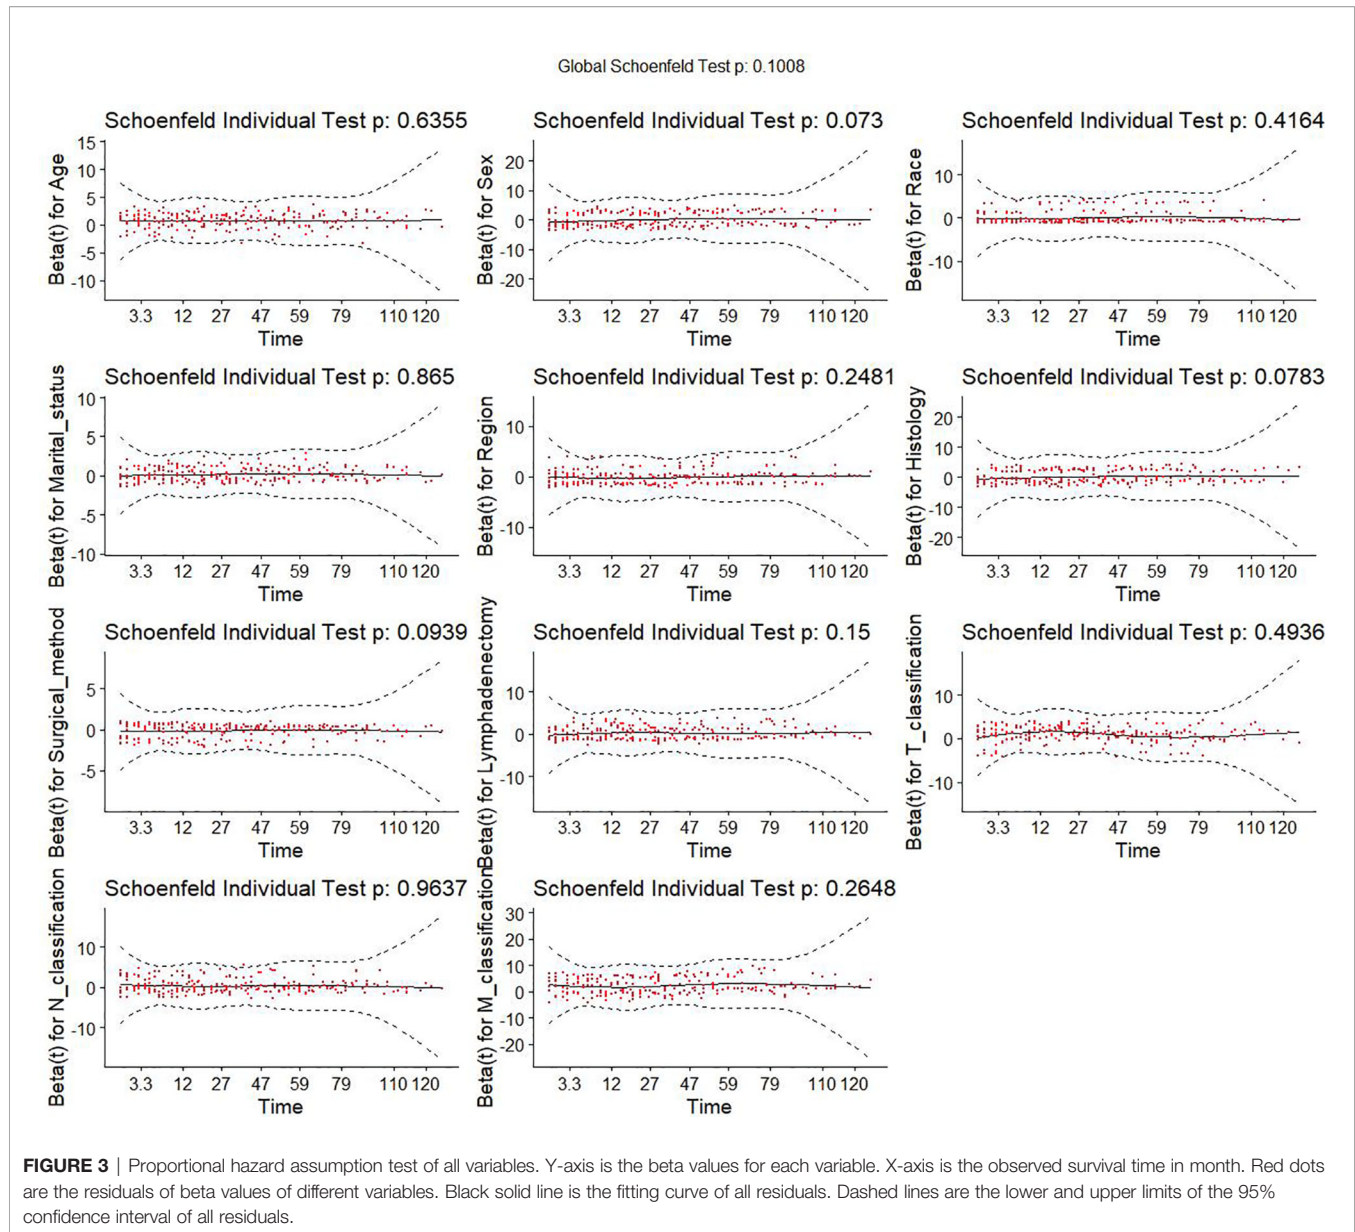 Global Schoenfeld Test p: 0.1008
Schoenfeld Individual Test p: 0.6355
Beta(t) for Age
15
10
5
0
-5
-10
3.3 12 27 47 59 79 110 120
Time
Schoenfeld Individual Test p: 0.073
Beta(t) for Sex
20
10
0
-10
-20
3.3 12 27 47 59 79 110 120
Time
Schoenfeld Individual Test p: 0.4164
Beta(t) for Race
10
0
-10
3.3 12 27 47 59 79 110 120
Time
Schoenfeld Individual Test p: 0.865
Beta(t) for Marital_status
10
5
0
-5
-10
3.3 12 27 47 59 79 110 120
Time
Schoenfeld Individual Test p: 0.2481
Beta(t) for Region
10
0
-10
3.3 12 27 47 59 79 110 120
Time
Schoenfeld Individual Test p: 0.0783
Beta(t) for Histology
20
10
0
-10
-20
3.3 12 27 47 59 79 110 120
Time
Schoenfeld Individual Test p: 0.0939
Beta(t) for Surgical_method
5
0
-5
3.3 12 27 47 59 79 110 120
Time
Schoenfeld Individual Test p: 0.15
Beta(t) for Lymphadenectomy
10
0
-10
3.3 12 27 47 59 79 110 120
Time
Schoenfeld Individual Test p: 0.4936
Beta(t) for T_classification
10
0
-10
3.3 12 27 47 59 79 110 120
Time
Schoenfeld Individual Test p: 0.9637
Beta(t) for N_classification
10
0
-10
3.3 12 27 47 59 79 110 120
Time
Schoenfeld Individual Test p: 0.2648
Beta(t) for M_classification
30
20
10
0
-10
-20
3.3 12 27 47 59 79 110 120
Time
FIGURE 3 | Proportional hazard assumption test of all variables. Y-axis is the beta values for each variable. X-axis is the observed survival time in month. Red dots
are the residuals of beta values of different variables. Black solid line is the fitting curve of all residuals. Dashed lines are the lower and upper limits of the 95%
confidence interval of all residuals.